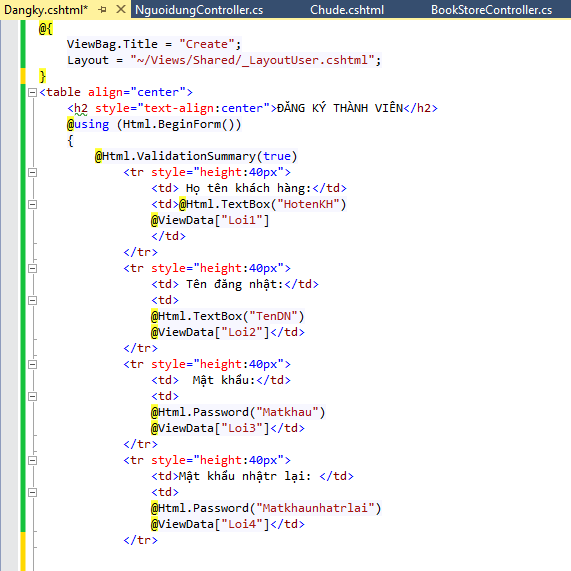 Dangky.cshtml* NguoidungController.cs Chude.cshtml BookStoreController.cs
@{
ViewBag.Title = "Create";
Layout = "~/Views/Shared/_LayoutUser.cshtml";
}
<table align="center">
<h2 style="text-align:center">ĐĂNG KÝ THÀNH VIÊN</h2>
@using (Html.BeginForm())
{
@Html.ValidationSummary(true)
<tr style="height:40px">
<td> Họ tên khách hàng:</td>
<td>@Html.TextBox("HotenKH")
@ViewData["Loi1"]
</td>
</tr>
<tr style="height:40px">
<td> Tên đăng nhật:</td>
<td>
@Html.TextBox("TenDN")
@ViewData["Loi2"]</td>
</tr>
<tr style="height:40px">
<td>  Mật khẩu:</td>
<td>
@Html.Password("Matkhau")
@ViewData["Loi3"]</td>
</tr>
<tr style="height:40px">
<td>Mật khẩu nhậtr lại: </td>
<td>
@Html.Password("Matkhaunhatrlai")
@ViewData["Loi4"]</td>
</tr>